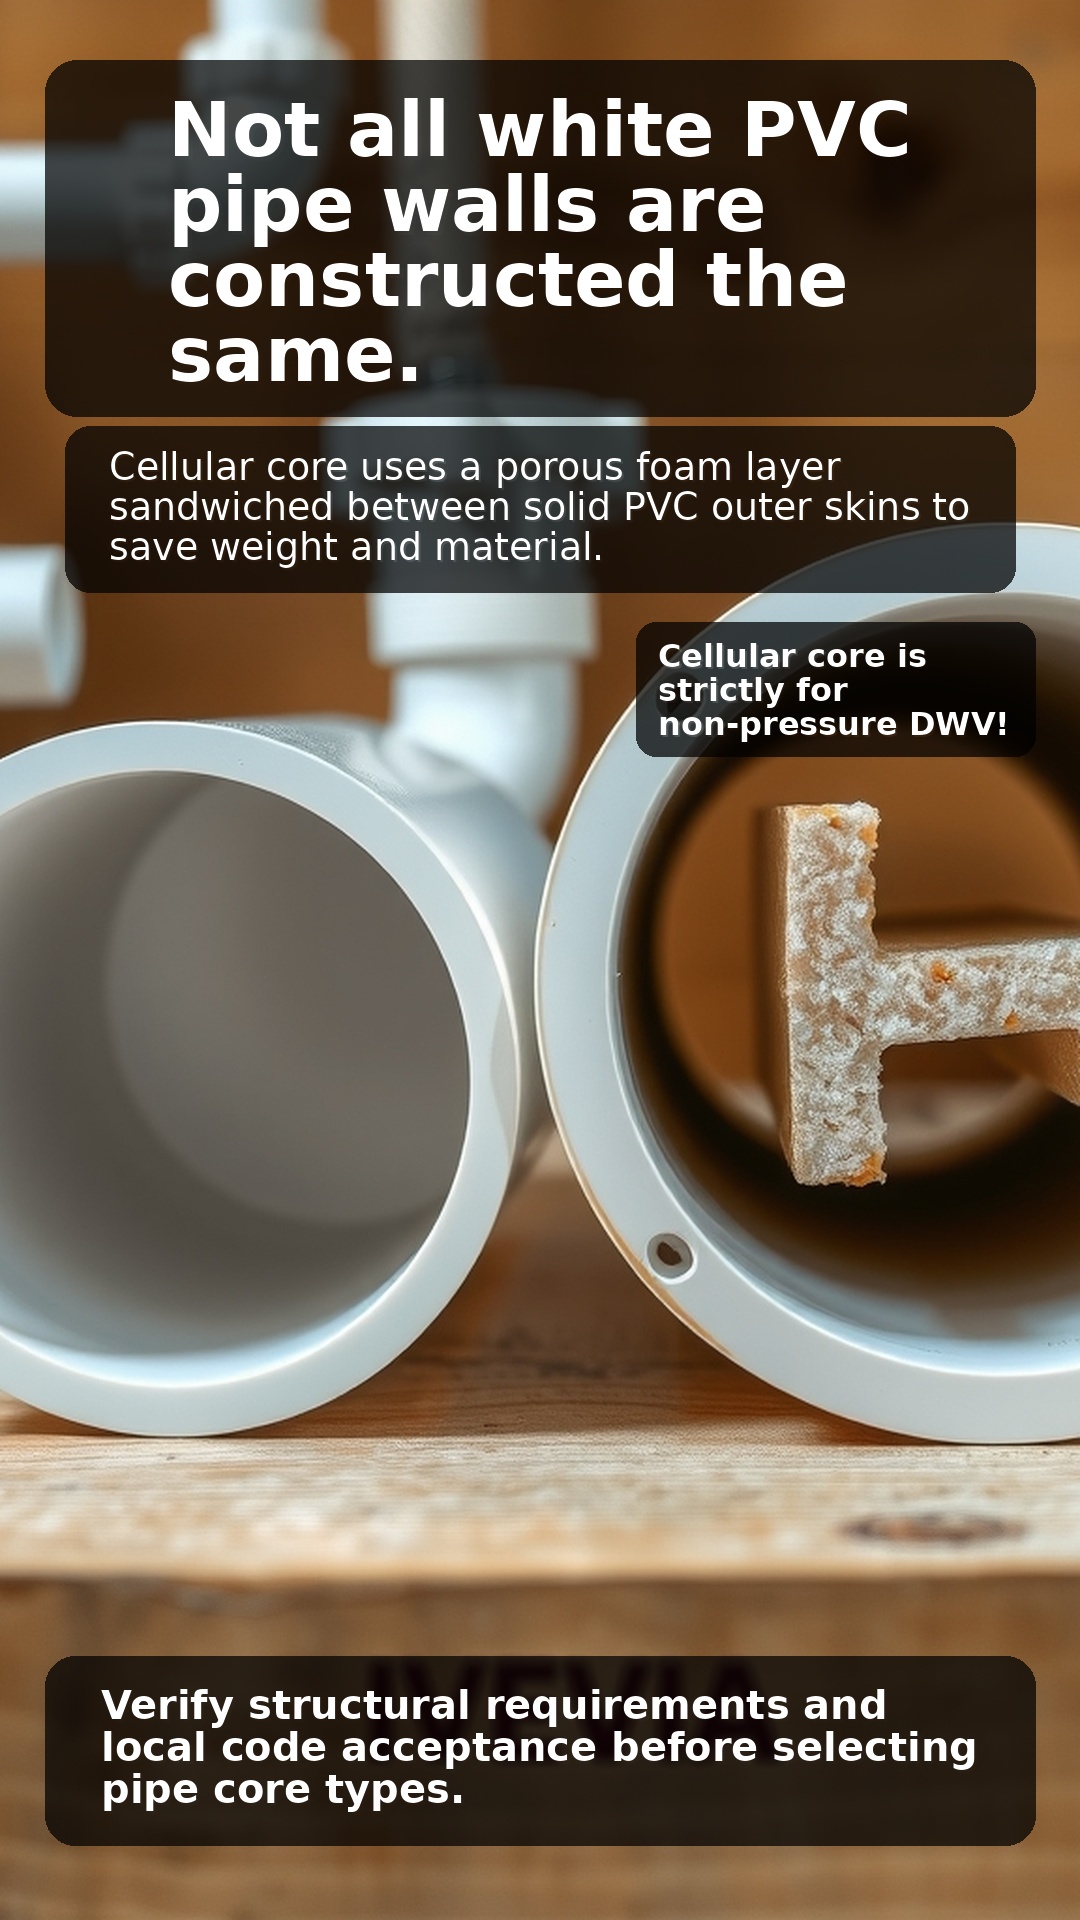 Not all white PVC
pipe walls are
constructed the
same.
Cellular core uses a porous foam layer
sandwiched between solid PVC outer skins to
save weight and material.
Cellular core is
strictly for
non-pressure DWV!
Verify structural requirements and
local code acceptance before selecting
pipe core types.